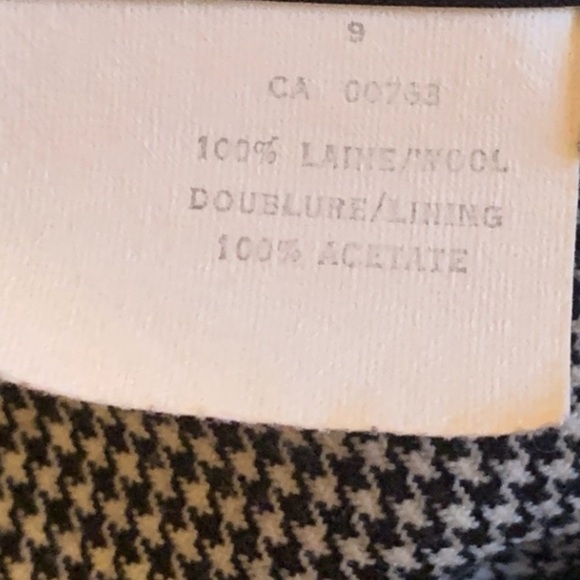 9
CA 00763
100% LAINE/WOOL
DOUBLURE/LINING
100% ACETATE